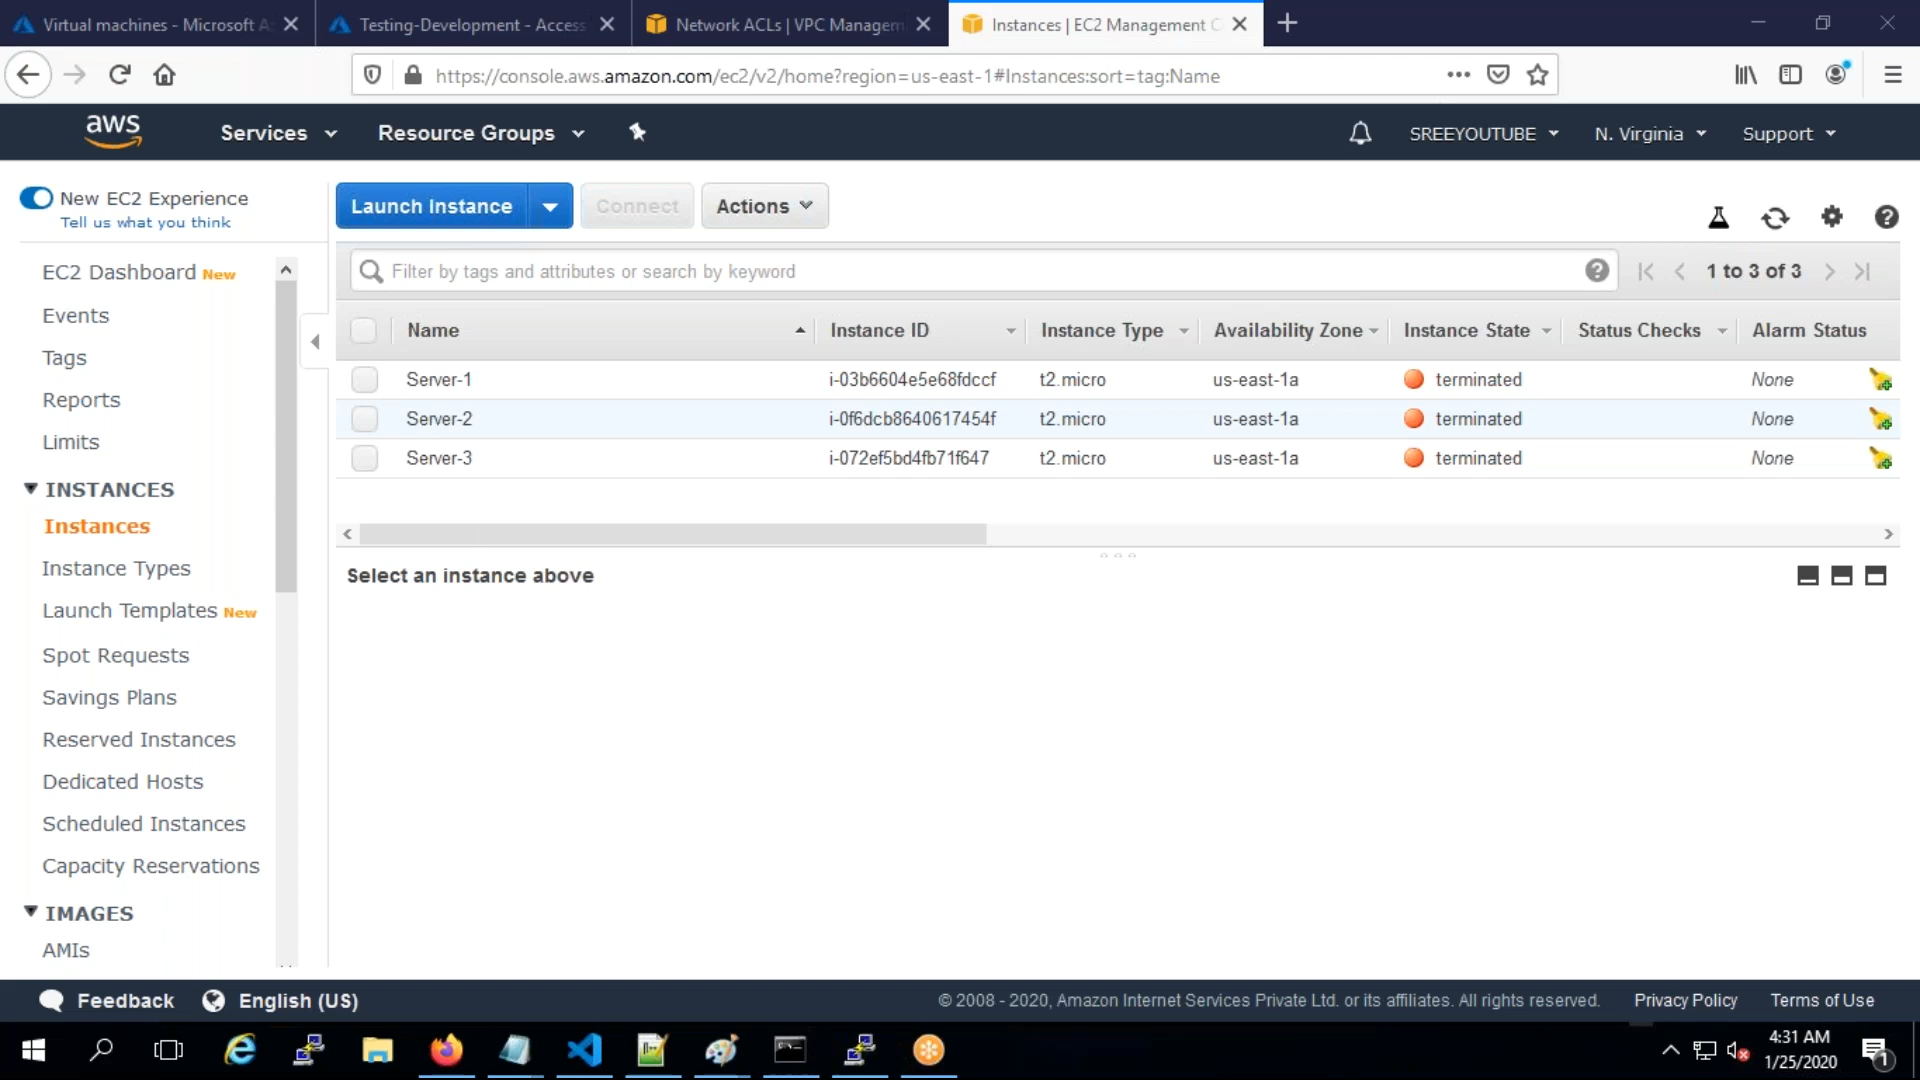 Virtual machines - Microsoft A
Testing-Development - Access
Network ACLs | VPC Managem
Instances | EC2 Management C
https://console.aws.amazon.com/ec2/v2/home?region=us-east-1#Instances:sort=tag:Name
aws
Services
Resource Groups
SREEYOUTUBE
N. Virginia
Support
New EC2 Experience
Tell us what you think
Launch Instance
Connect
Actions
EC2 Dashboard New
Events
Tags
Reports
Limits
INSTANCES
Instances
Instance Types
Launch Templates New
Spot Requests
Savings Plans
Reserved Instances
Dedicated Hosts
Scheduled Instances
Capacity Reservations
IMAGES
AMIs
Filter by tags and attributes or search by keyword
1 to 3 of 3
Name Instance ID Instance Type Availability Zone Instance State Status Checks Alarm Status
Server-1 i-03b6604e5e68fdccf t2.micro us-east-1a terminated None
Server-2 i-0f6dcb8640617454f t2.micro us-east-1a terminated None
Server-3 i-072ef5bd4fb71f647 t2.micro us-east-1a terminated None
Select an instance above
Feedback
English (US)
© 2008 - 2020, Amazon Internet Services Private Ltd. or its affiliates. All rights reserved.
Privacy Policy
Terms of Use
4:31 AM
1/25/2020
1